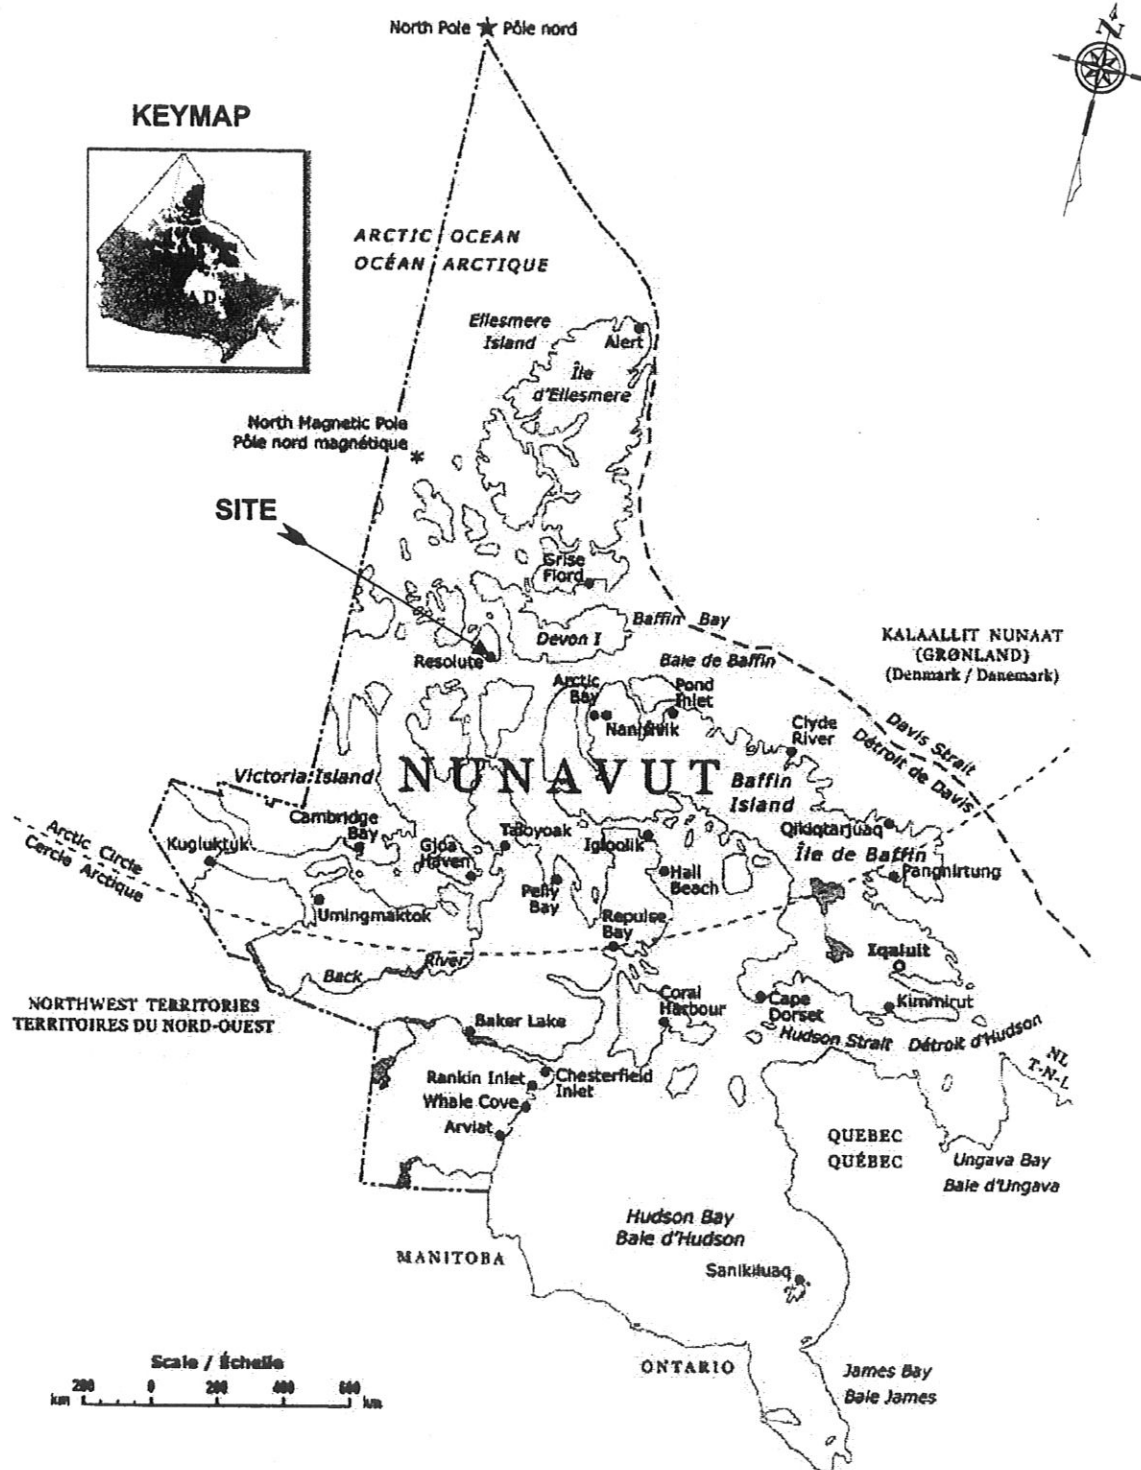 North Pole Pôle nord
N
KEYMAP
ARCTIC OCEAN
OCÉAN ARCTIQUE
Ellesmere
Island
Alert
Île
d'Ellesmere
North Magnetic Pole
Pôle nord magnétique
SITE
Grise
Fiord
Baffin Bay
Devon I
Resolute
Baie de Baffin
KALAALLIT NUNAAT
(GRØNLAND)
(Denmark / Danemark)
Arctic
Bay
Pond
Inlet
Nanisivik
Clyde
River
Davis Strait
Détroit de Davis
Victoria Island
NUNAVUT
Baffin
Island
Cambridge
Bay
Taloyoak
Igloolik
Qikiqtarjuaq
Arctic Circle
Cercle Arctique
Kugluktuk
Gjoa
Haven
Île de Baffin
Hall
Beach
Pangnirtung
Pelly
Bay
Umingmaktok
Repulse
Bay
Iqaluit
Back River
NORTHWEST TERRITORIES
TERRITOIRES DU NORD-OUEST
Coral
Harbour
Cape
Dorset
Kimmirut
Baker Lake
Hudson Strait Détroit d'Hudson
NL
T-N-L
Rankin Inlet
Chesterfield
Inlet
Whale Cove
Arviat
QUEBEC
QUÉBEC
Ungava Bay
Baie d'Ungava
Hudson Bay
Baie d'Hudson
MANITOBA
Sanikiluaq
Scale / Échelle
ONTARIO
James Bay
Baie James
km 200 0 200 400 600 km